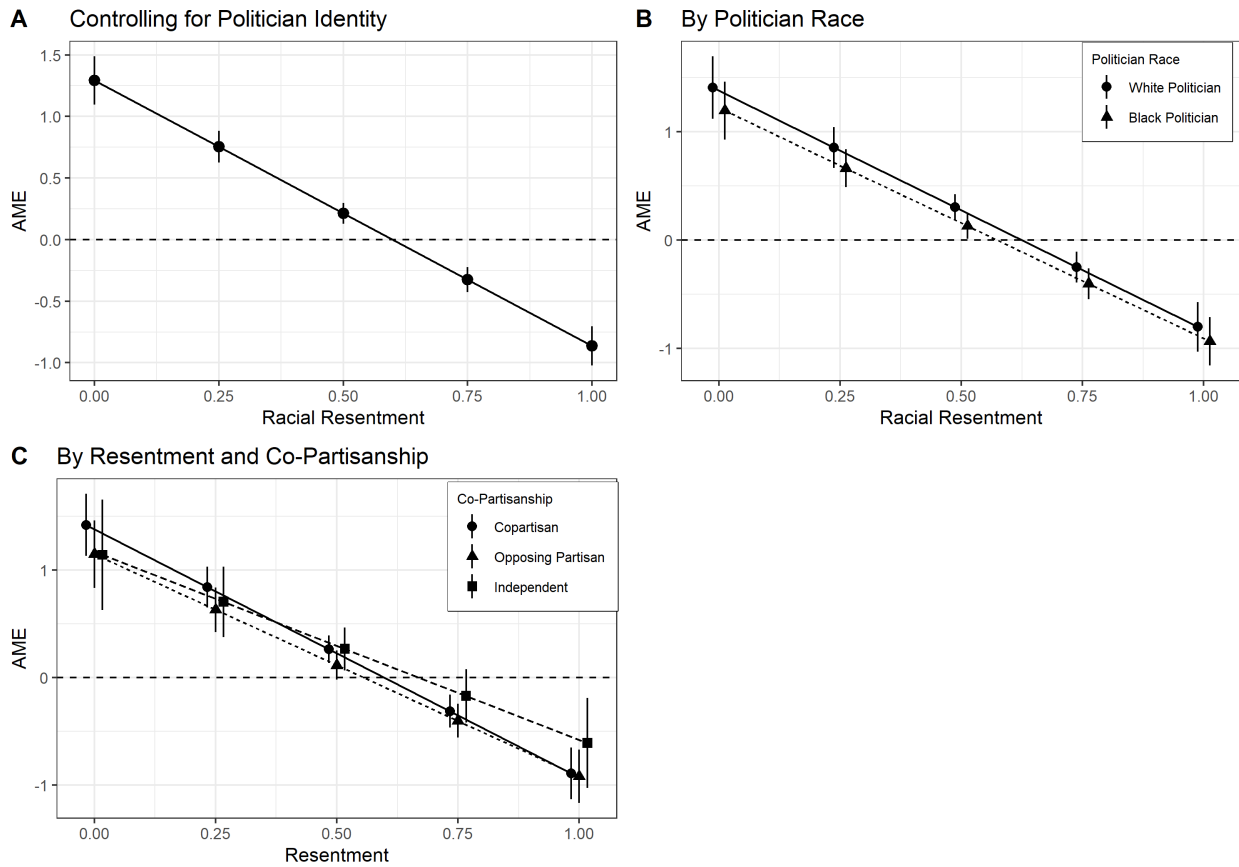 A Controlling for Politician Identity
AME
1.5
1.0
0.5
0.0
-0.5
-1.0
0.00 0.25 0.50 0.75 1.00
Racial Resentment
B By Politician Race
AME
1
0
-1
Politician Race
White Politician
Black Politician
0.00 0.25 0.50 0.75 1.00
Racial Resentment
C By Resentment and Co-Partisanship
AME
1
0
-1
Co-Partisanship
Copartisan
Opposing Partisan
Independent
0.00 0.25 0.50 0.75 1.00
Resentment